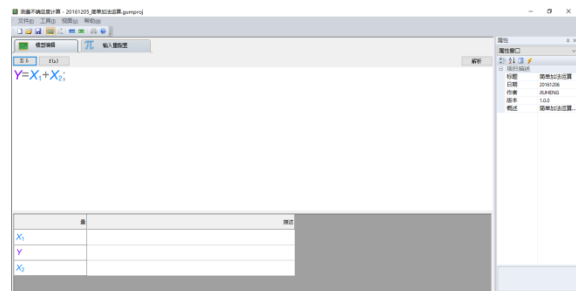 测量不确定度计算 - 20161205_简单加法运算.gumproj
文件(F) 工具(T) 视图(V) 帮助(H)
模型编辑 输入量配置
f(x) 解析
Y=X₁+X₂;
量 描述
X₁
Y
X₂
属性
属性窗口
标题 简单加法运算
日期 20161206
作者 JIUHENG
版本 1.0.0
概述 简单加法运算...